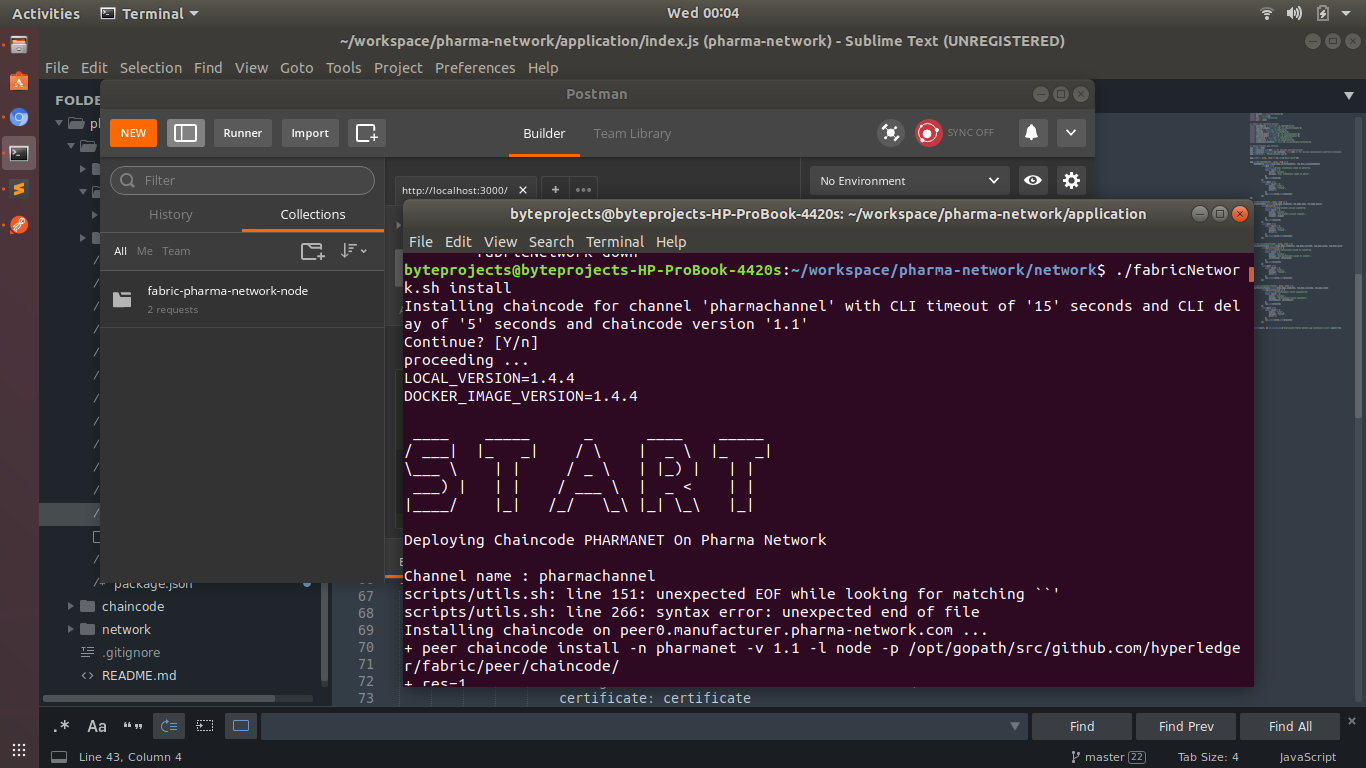 Activities
Terminal
Wed 00:04
~/workspace/pharma-network/application/index.js (pharma-network) - Sublime Text (UNREGISTERED)
File Edit Selection Find View Goto Tools Project Preferences Help
FOLDE
Postman
NEW
Runner
Import
Builder
Team Library
SYNC OFF
Filter
History
Collections
All Me Team
fabric-pharma-network-node
2 requests
http://localhost:3000/
No Environment
byteprojects@byteprojects-HP-ProBook-4420s: ~/workspace/pharma-network/application
File Edit View Search Terminal Help
fabricNetwork down
byteprojects@byteprojects-HP-ProBook-4420s:~/workspace/pharma-network/network$ ./fabricNetwor
k.sh install
Installing chaincode for channel 'pharmachannel' with CLI timeout of '15' seconds and CLI del
ay of '5' seconds and chaincode version '1.1'
Continue? [Y/n]
proceeding ...
LOCAL_VERSION=1.4.4
DOCKER_IMAGE_VERSION=1.4.4
START
Deploying Chaincode PHARMANET On Pharma Network
Channel name : pharmachannel
scripts/utils.sh: line 151: unexpected EOF while looking for matching ``'
scripts/utils.sh: line 266: syntax error: unexpected end of file
Installing chaincode on peer0.manufacturer.pharma-network.com ...
+ peer chaincode install -n pharmanet -v 1.1 -l node -p /opt/gopath/src/github.com/hyperledge
r/fabric/peer/chaincode/
+ res=1
package.json
chaincode
network
.gitignore
README.md
67
68
69
70
71
72
73
certificate: certificate
.* Aa “”
Find
Find Prev
Find All
Line 43, Column 4
master 22
Tab Size: 4
JavaScript